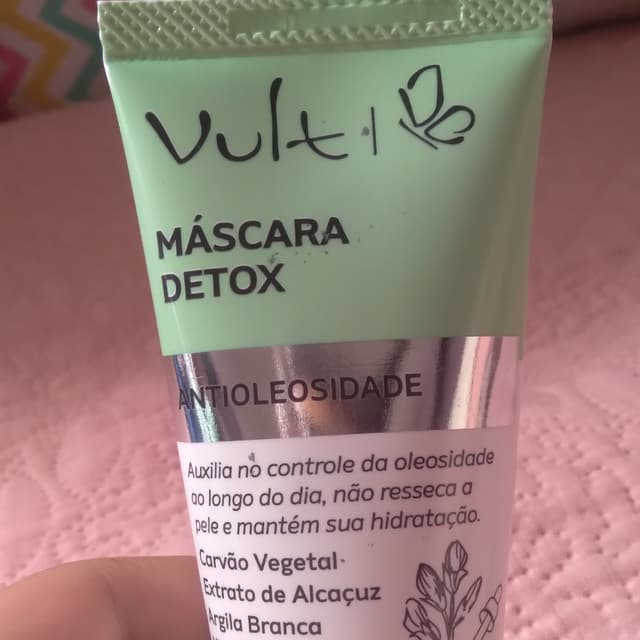 Vult
MÁSCARA
DETOX
ANTIOLEOSIDADE
Auxilia no controle da oleosidade
ao longo do dia, não resseca a
pele e mantém sua hidratação.
Carvão Vegetal
Extrato de Alcaçuz
Argila Branca